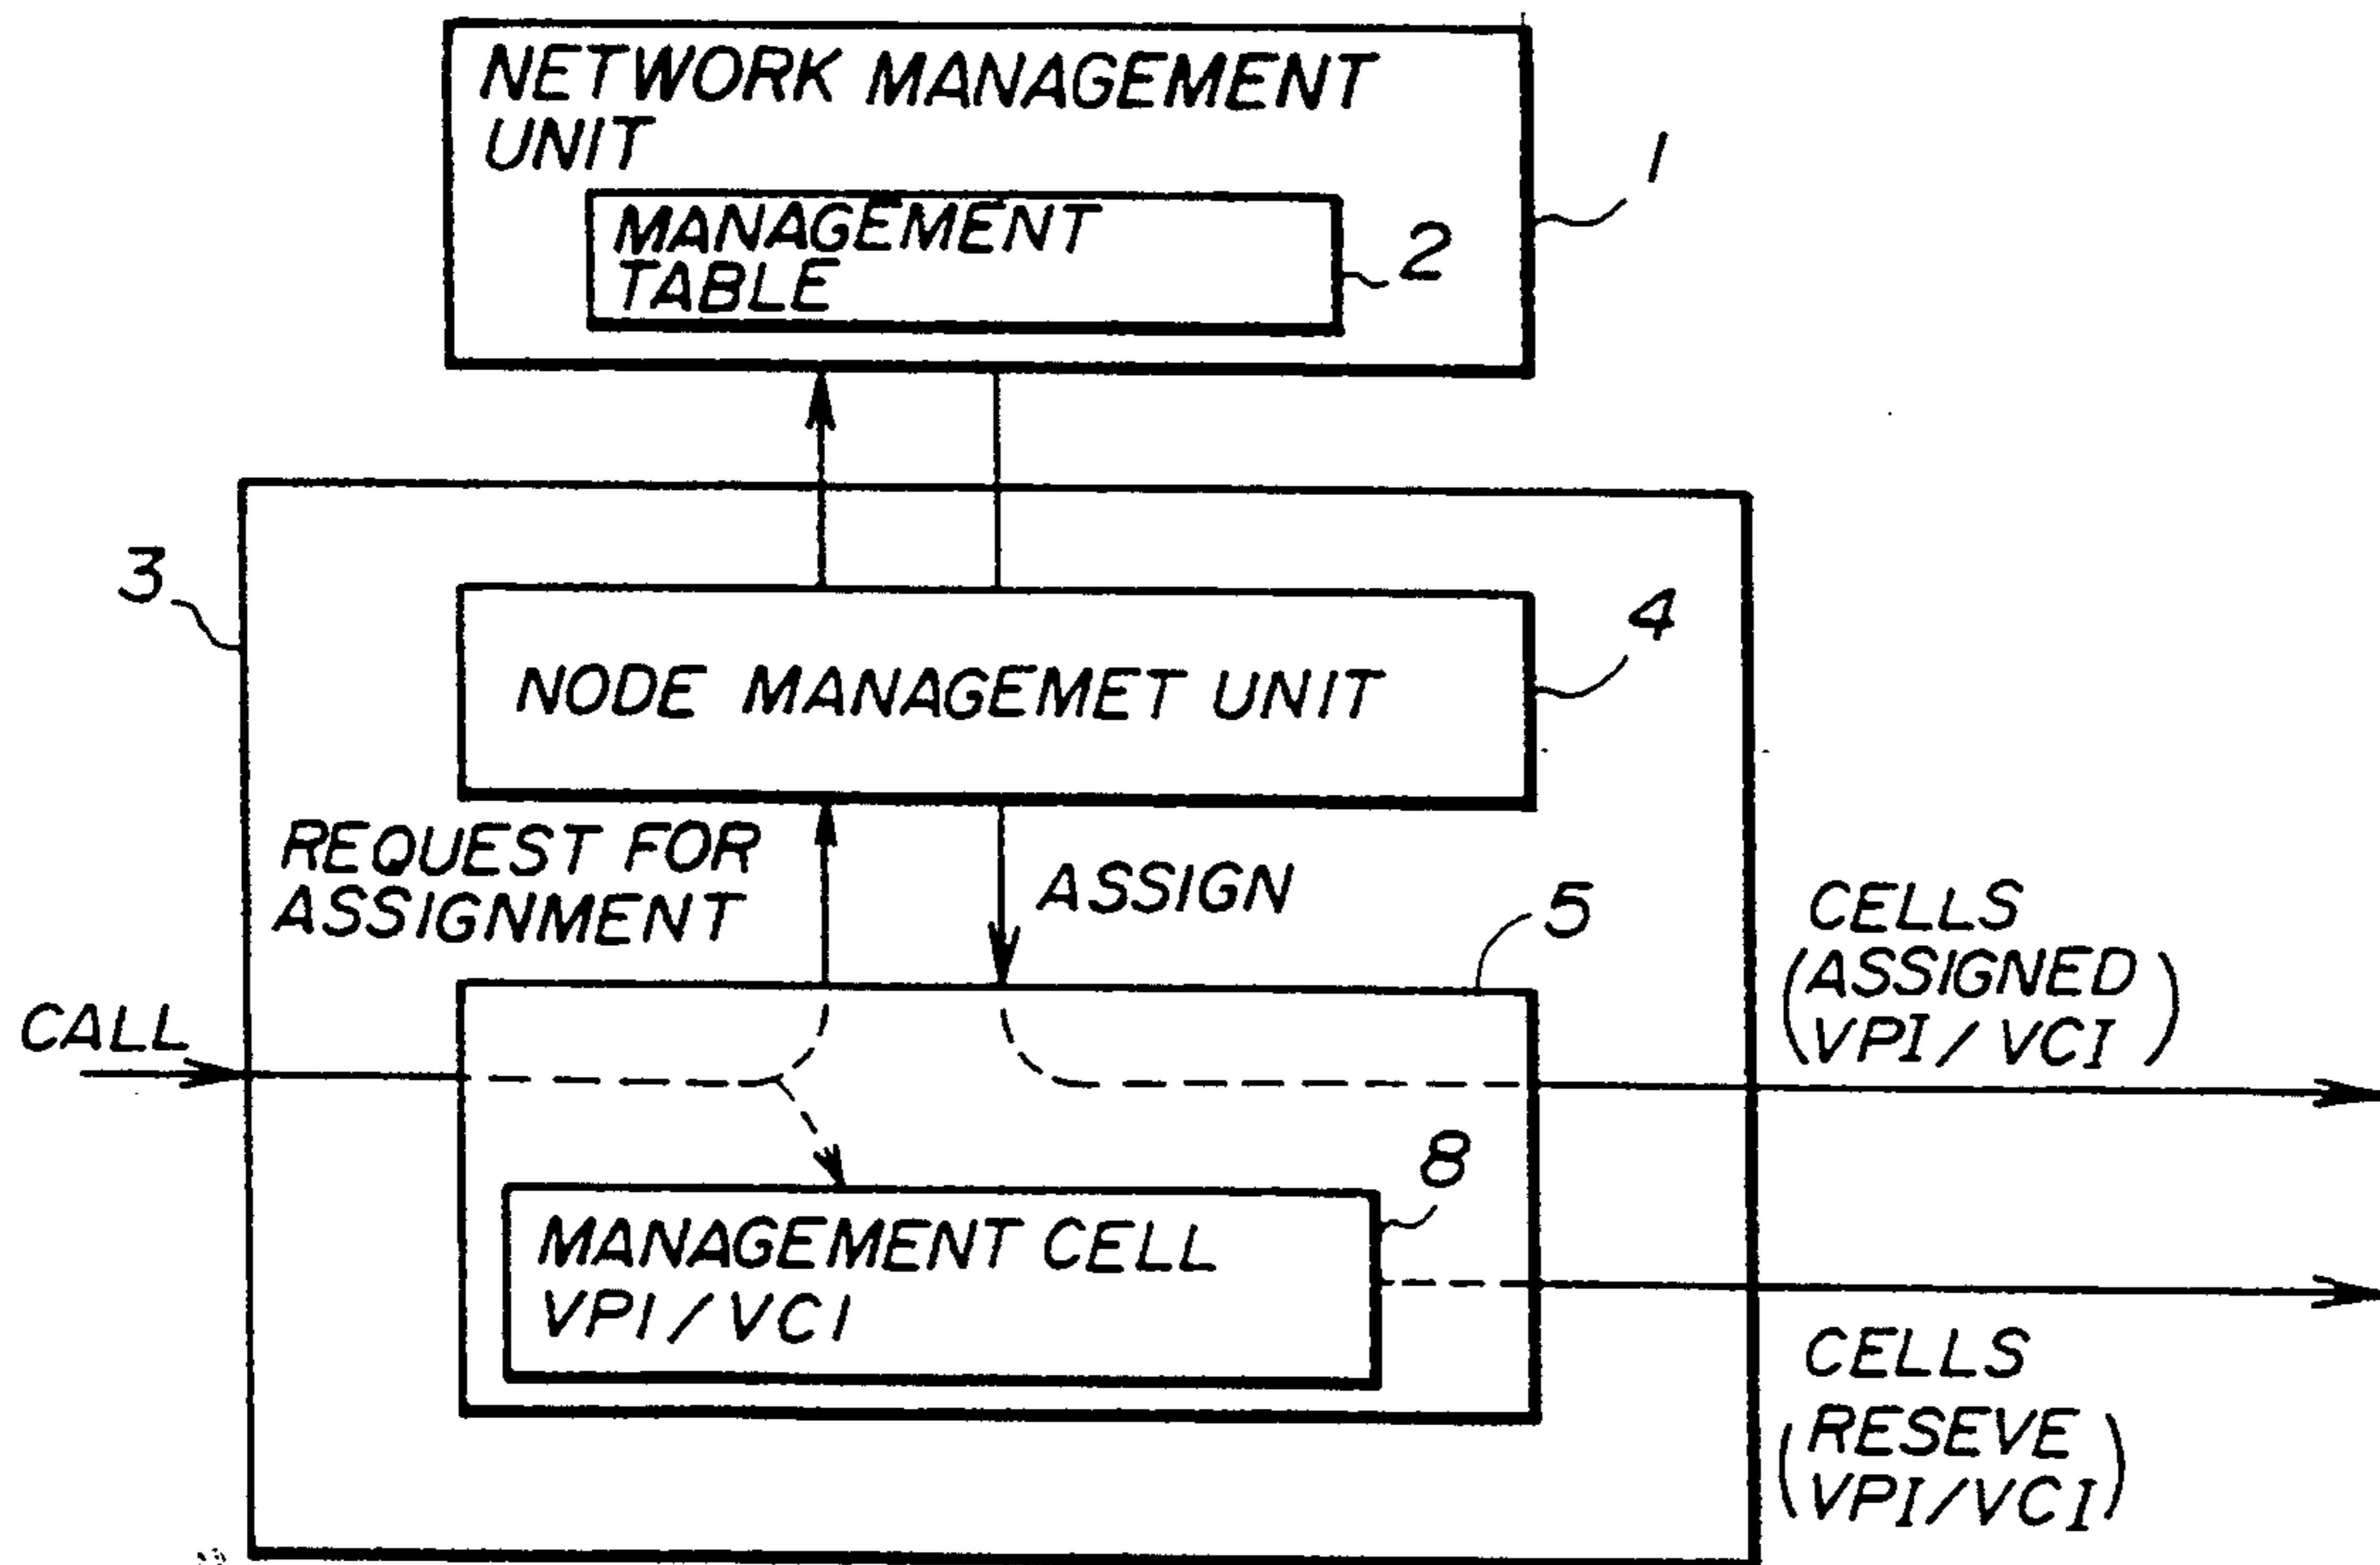 NETWORK MANAGEMENT
UNIT
1
MANAGEMENT
TABLE
2
3
4
NODE MANAGEMET UNIT
REQUEST FOR
ASSIGNMENT
ASSIGN
5
CELLS
(ASSIGNED
VPI/VCI)
CALL
8
MANAGEMENT CELL
VPI/VCI
CELLS
(RESEVE
VPI/VCI)